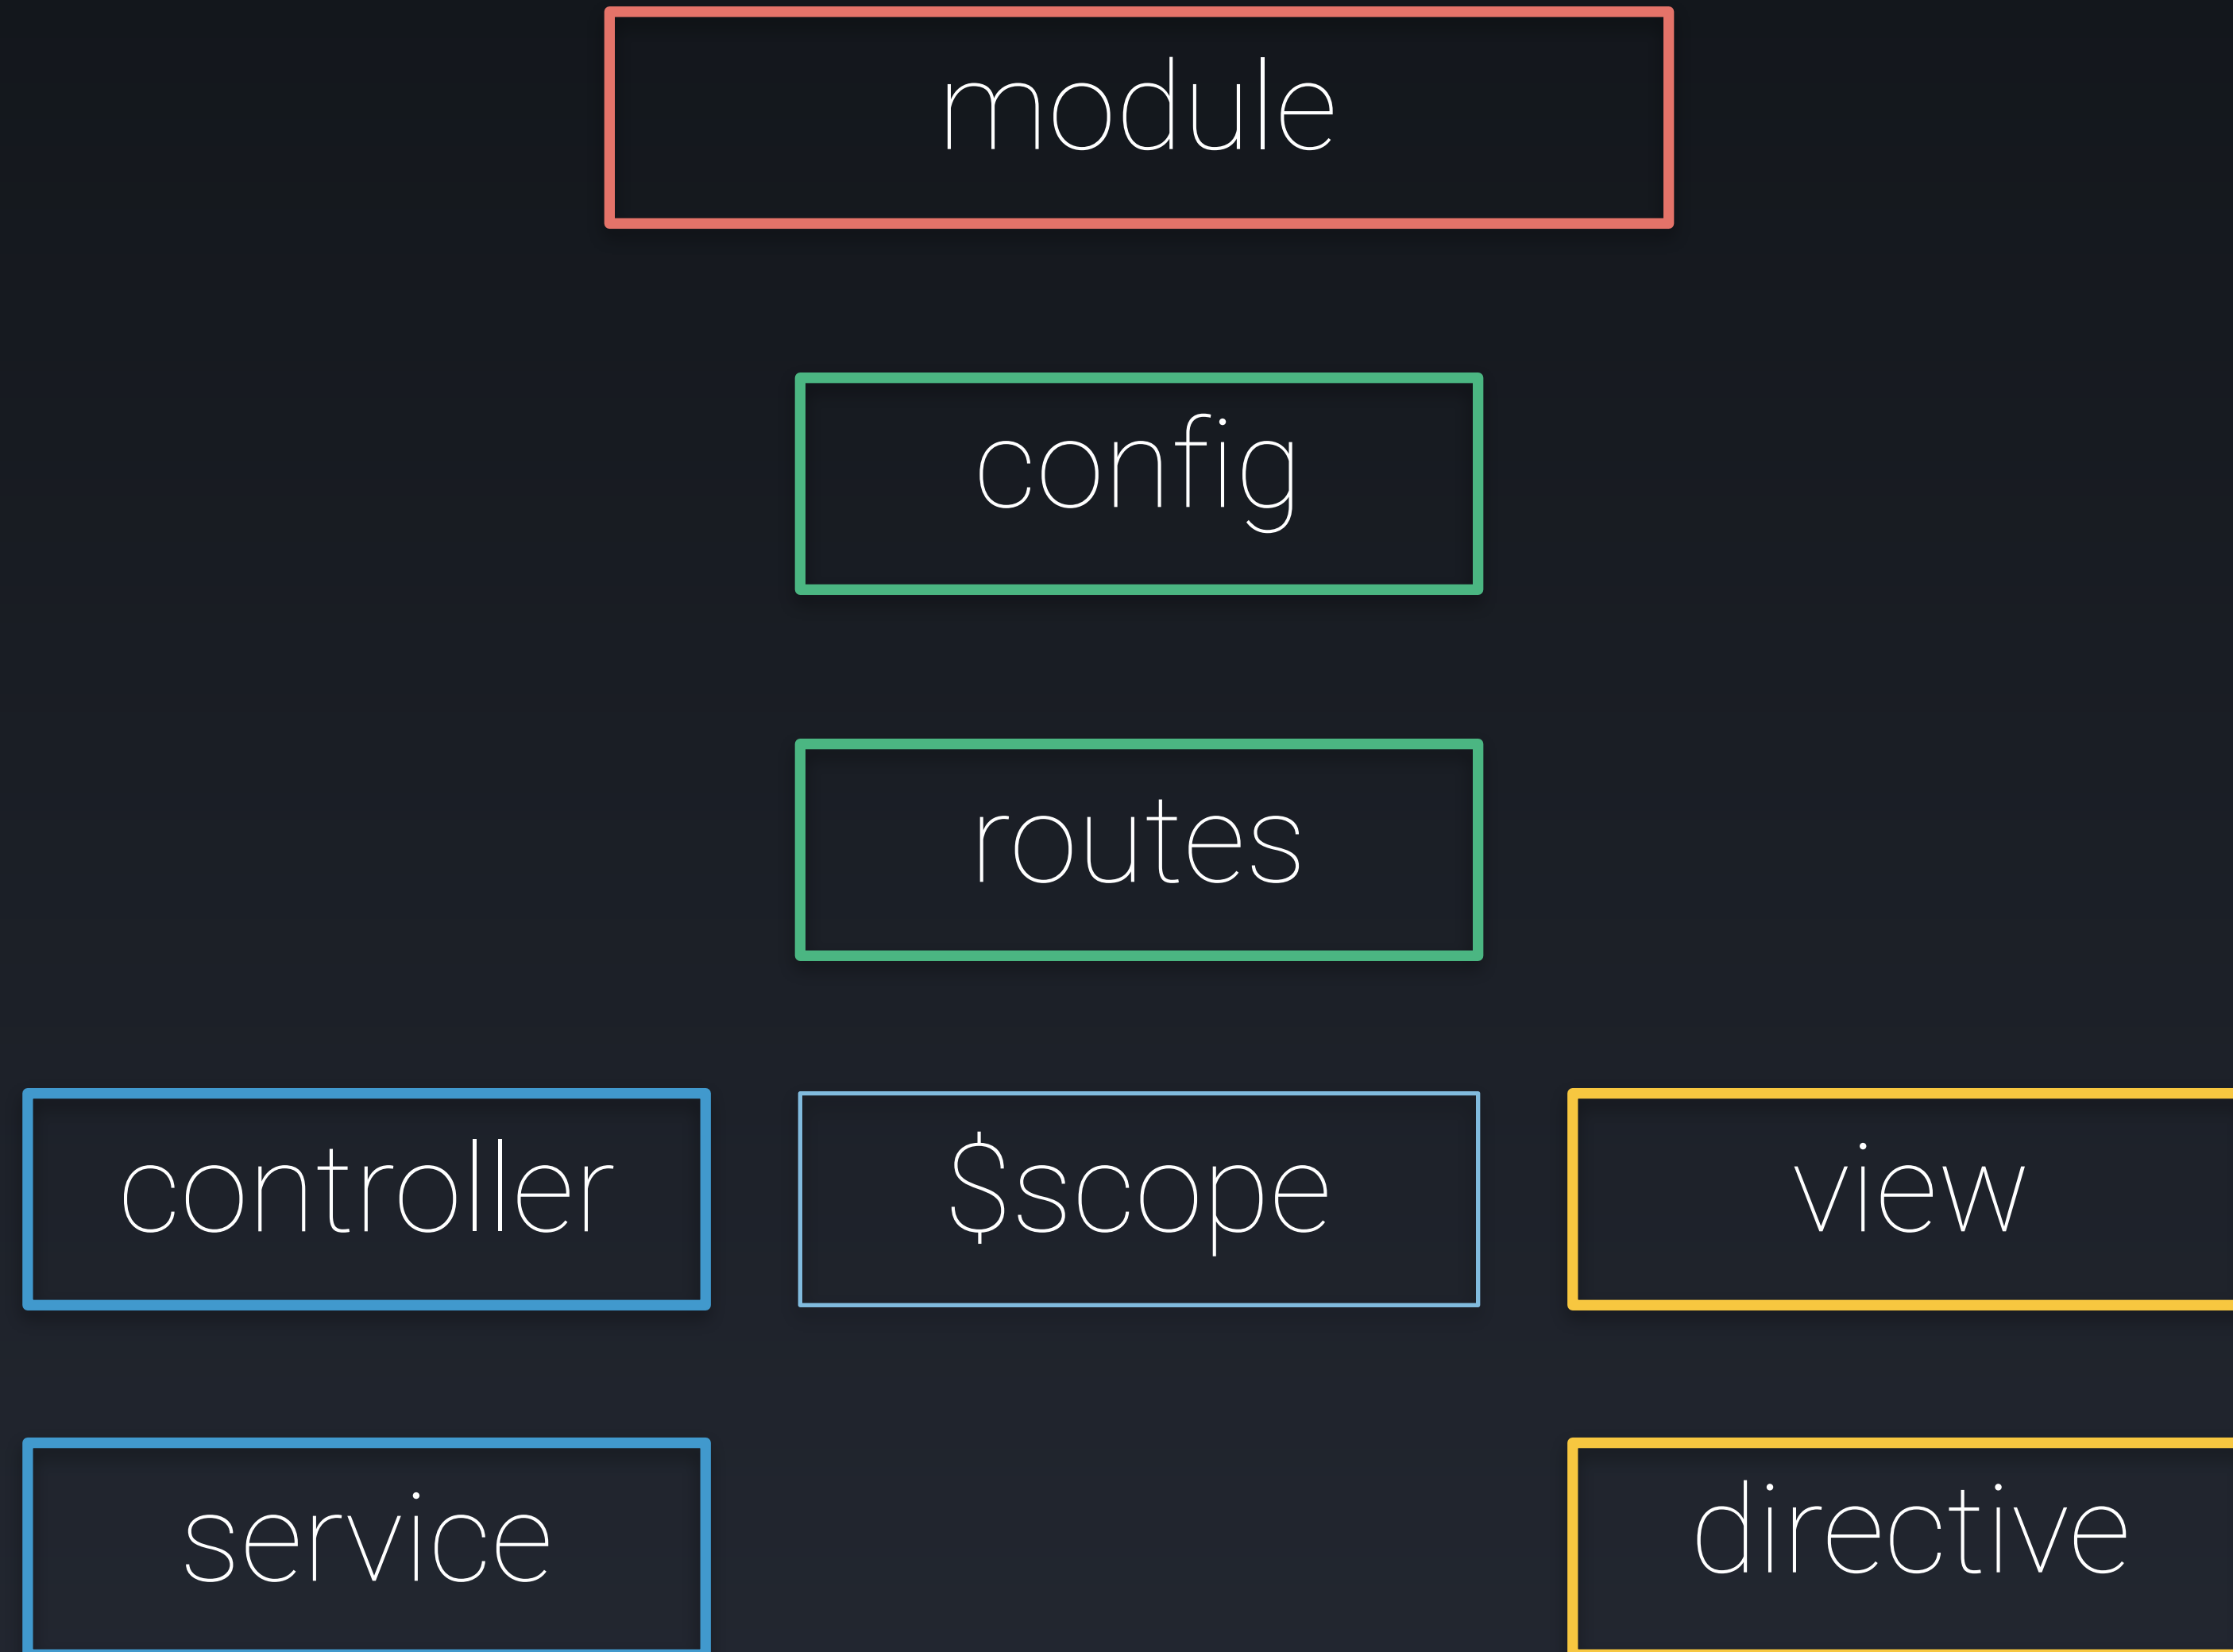 module
config
routes
controller
$scope
view
service
directive